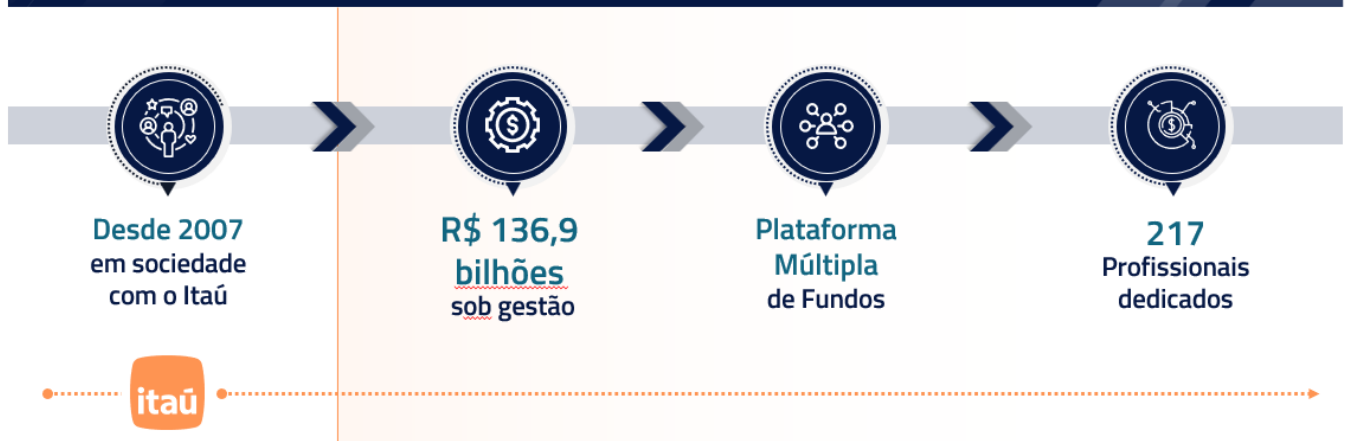 Desde 2007
em sociedade
com o Itaú
R$ 136,9
bilhões
sob gestão
Plataforma
Múltipla
de Fundos
217
Profissionais
dedicados
itaú